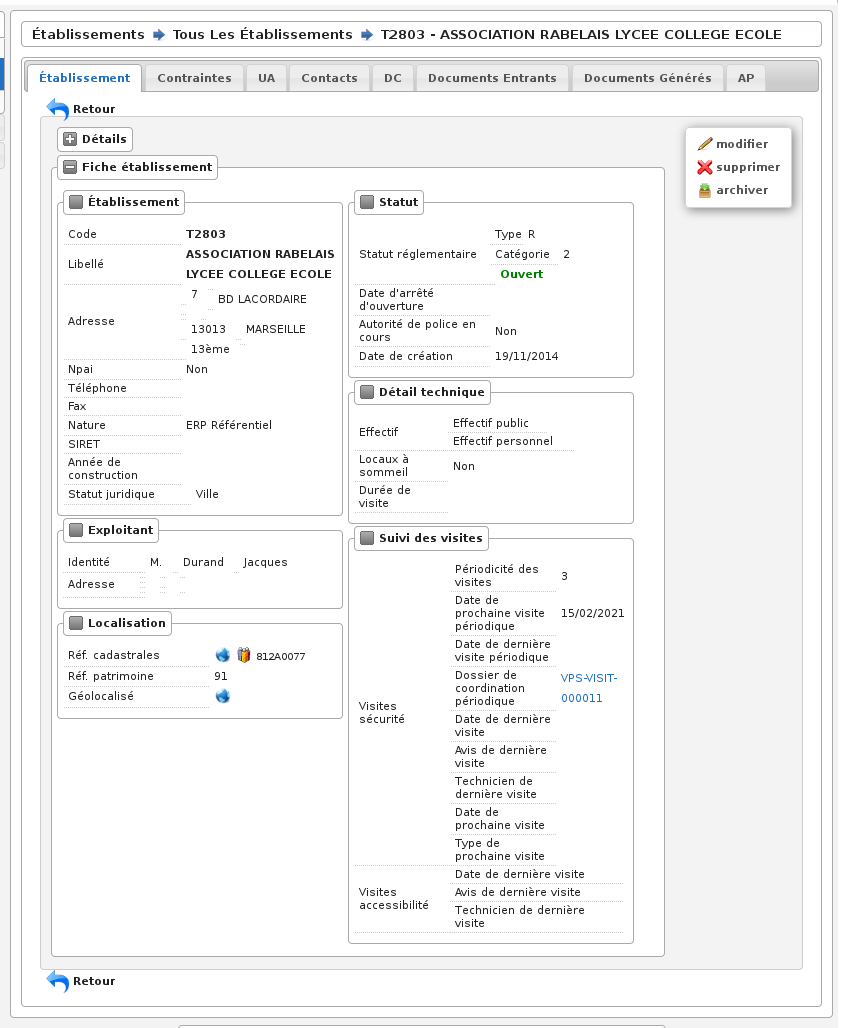 Établissements Tous Les Établissements T2803 - ASSOCIATION RABELAIS LYCEE COLLEGE ECOLE
Établissement Contraintes UA Contacts DC Documents Entrants Documents Générés AP
Retour
modifier
supprimer
archiver
Détails
Fiche établissement
Établissement
Code T2803
Libellé ASSOCIATION RABELAIS
LYCEE COLLEGE ECOLE
Adresse 7 BD LACORDAIRE
13013 MARSEILLE
13ème
Npai Non
Téléphone
Fax
Nature ERP Référentiel
SIRET
Année de
construction
Statut juridique Ville
Exploitant
Identité M. Durand Jacques
Adresse
Localisation
Réf. cadastrales 812A0077
Réf. patrimoine 91
Géolocalisé
Statut
Statut réglementaire Type R
Catégorie 2
Ouvert
Date d'arrêté
d'ouverture
Autorité de police en
cours Non
Date de création 19/11/2014
Détail technique
Effectif Effectif public
Effectif personnel
Locaux à
sommeil Non
Durée de
visite
Suivi des visites
Visites
sécurité
Périodicité des
visites 3
Date de
prochaine visite 15/02/2021
périodique
Date de dernière
visite périodique
Dossier de
coordination
périodique
VPS-VISIT-
000011
Date de dernière
visite
Avis de dernière
visite
Technicien de
dernière visite
Date de
prochaine visite
Type de
prochaine visite
Visites
accessibilité
Date de dernière visite
Avis de dernière visite
Technicien de dernière
visite
Retour